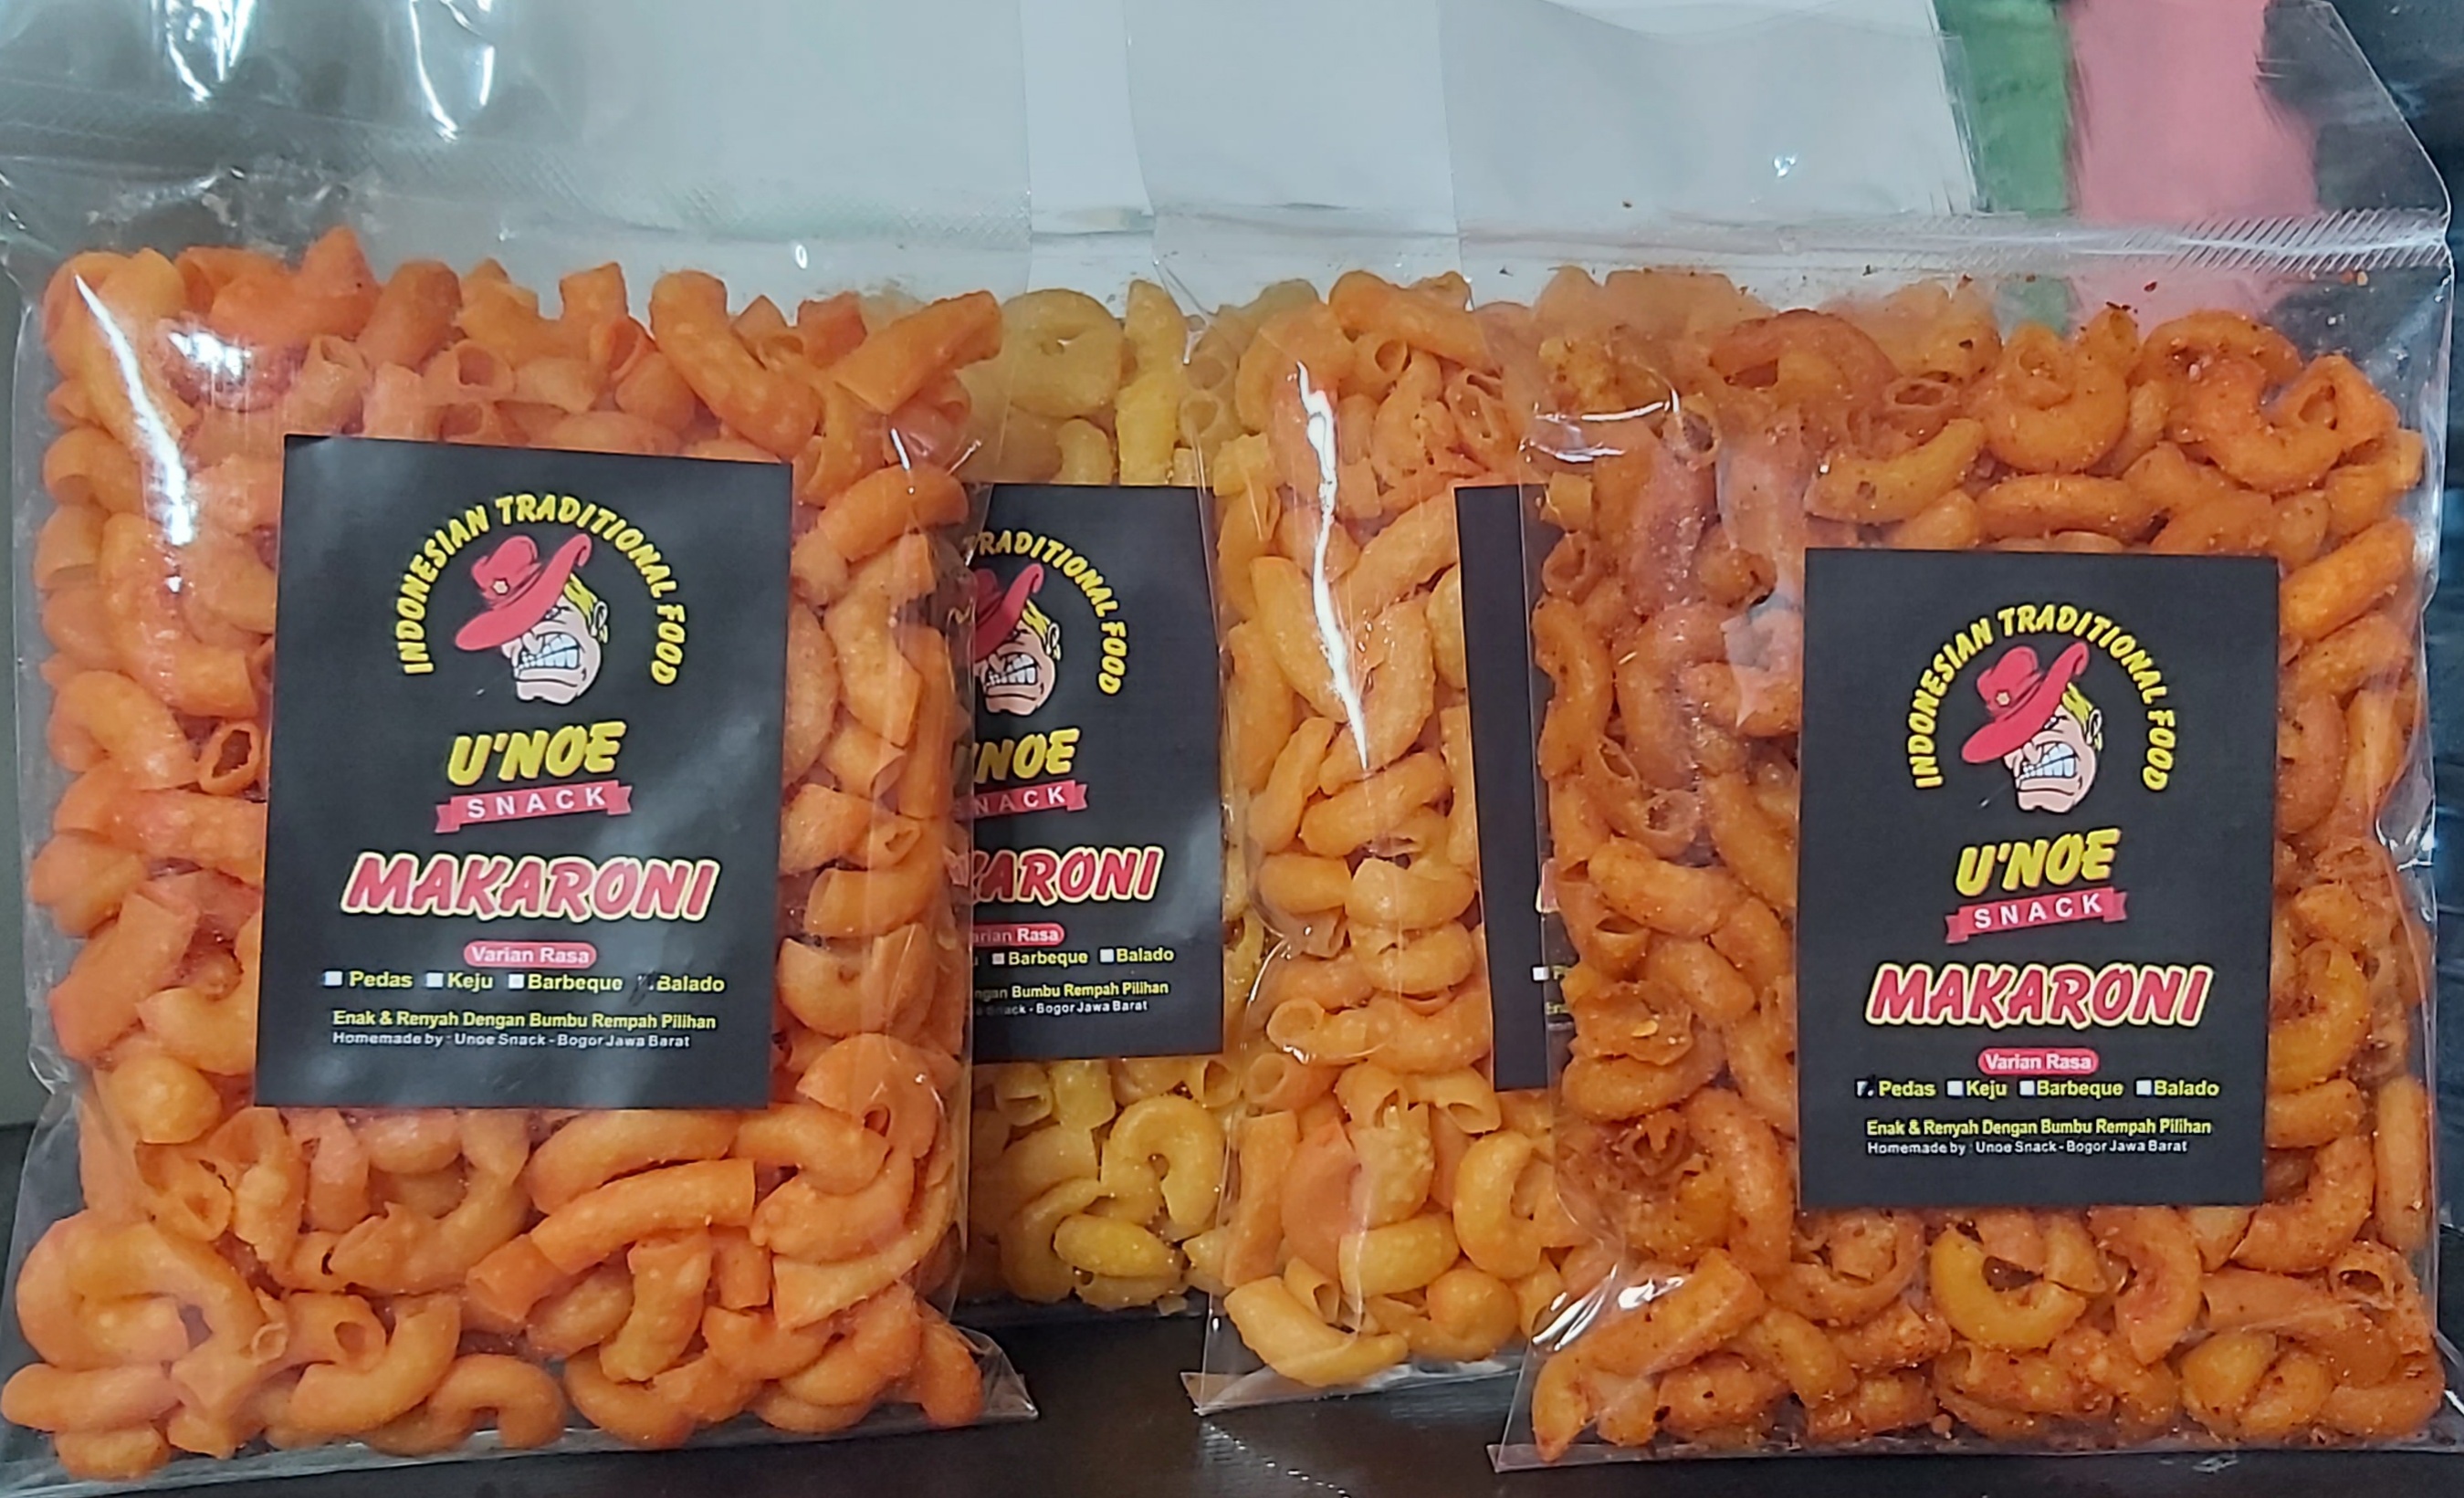 INDONESIAN TRADITIONAL FOOD
U'NOE
SNACK
MAKARONI
Varian Rasa
Pedas Keju Barbeque Balado
Enak & Renyah Dengan Bumbu Rempah Pilihan
Homemade by : Unoe Snack - Bogor Jawa Barat
TRADITIONAL FOOD
NOE
SNACK
KARONI
Rasa
Barbeque Balado
Bumbu Rempah Pilihan
Snack - Bogor Jawa Barat
INDONESIAN TRADITIONAL FOOD
U'NOE
SNACK
MAKARONI
Varian Rasa
Pedas Keju Barbeque Balado
Enak & Renyah Dengan Bumbu Rempah Pilihan
Homemade by : Unoe Snack - Bogor Jawa Barat